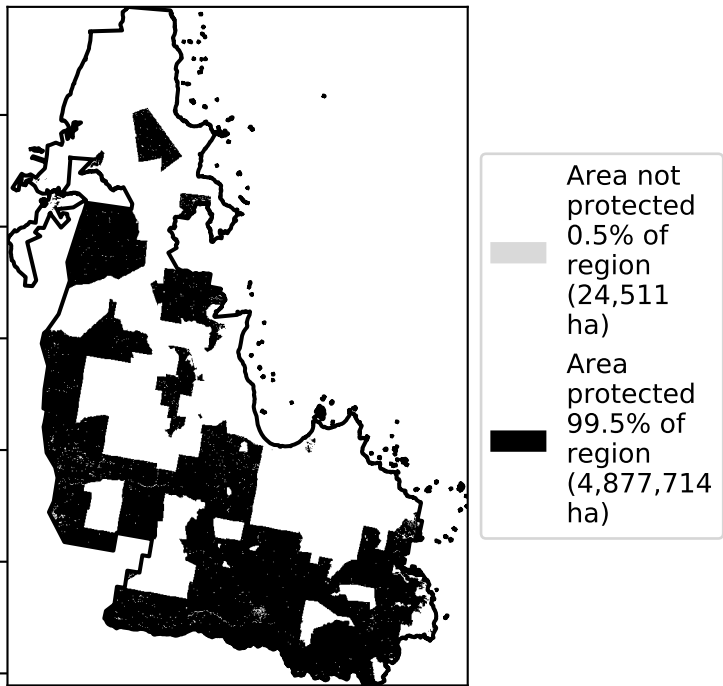 Area not
protected
0.5% of
region
(24,511
ha)
Area
protected
99.5% of
region
(4,877,714
ha)